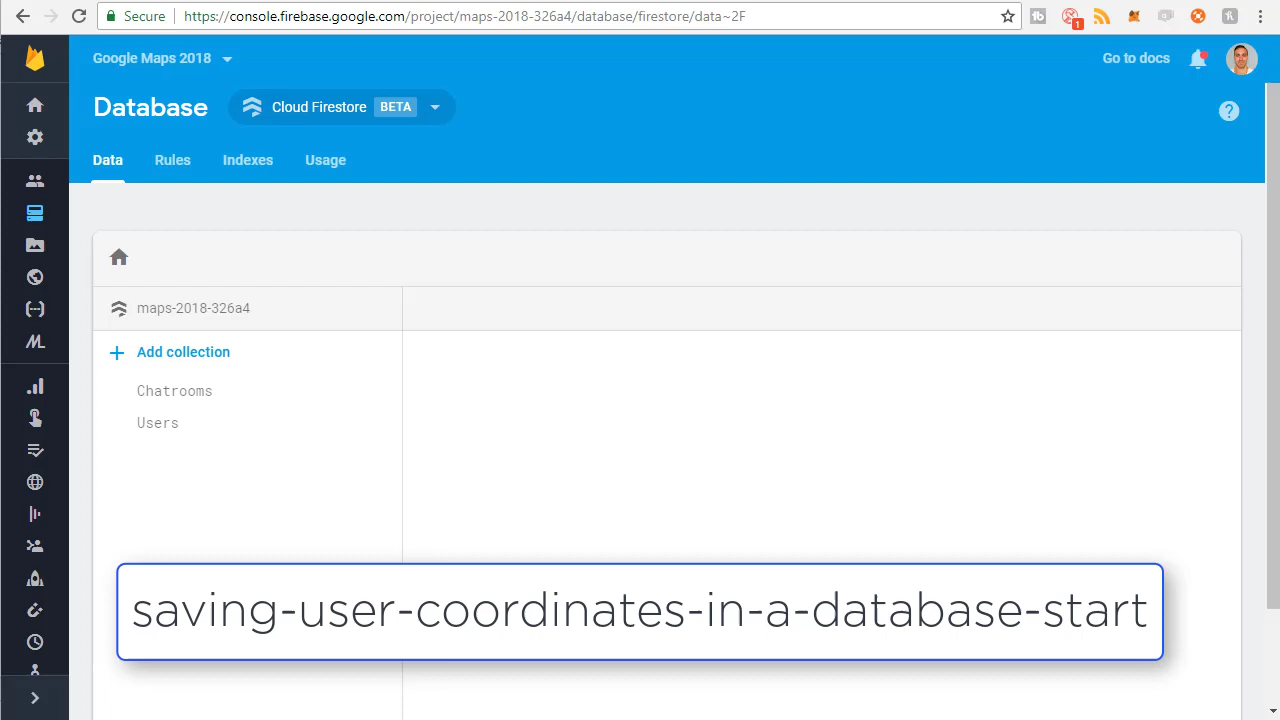 Secure
https://console.firebase.google.com/project/maps-2018-326a4/database/firestore/data~2F
1
Google Maps 2018
Go to docs
Database
Cloud Firestore BETA
?
Data Rules Indexes Usage
maps-2018-326a4
+ Add collection
Chatrooms
Users
ML
saving-user-coordinates-in-a-database-start